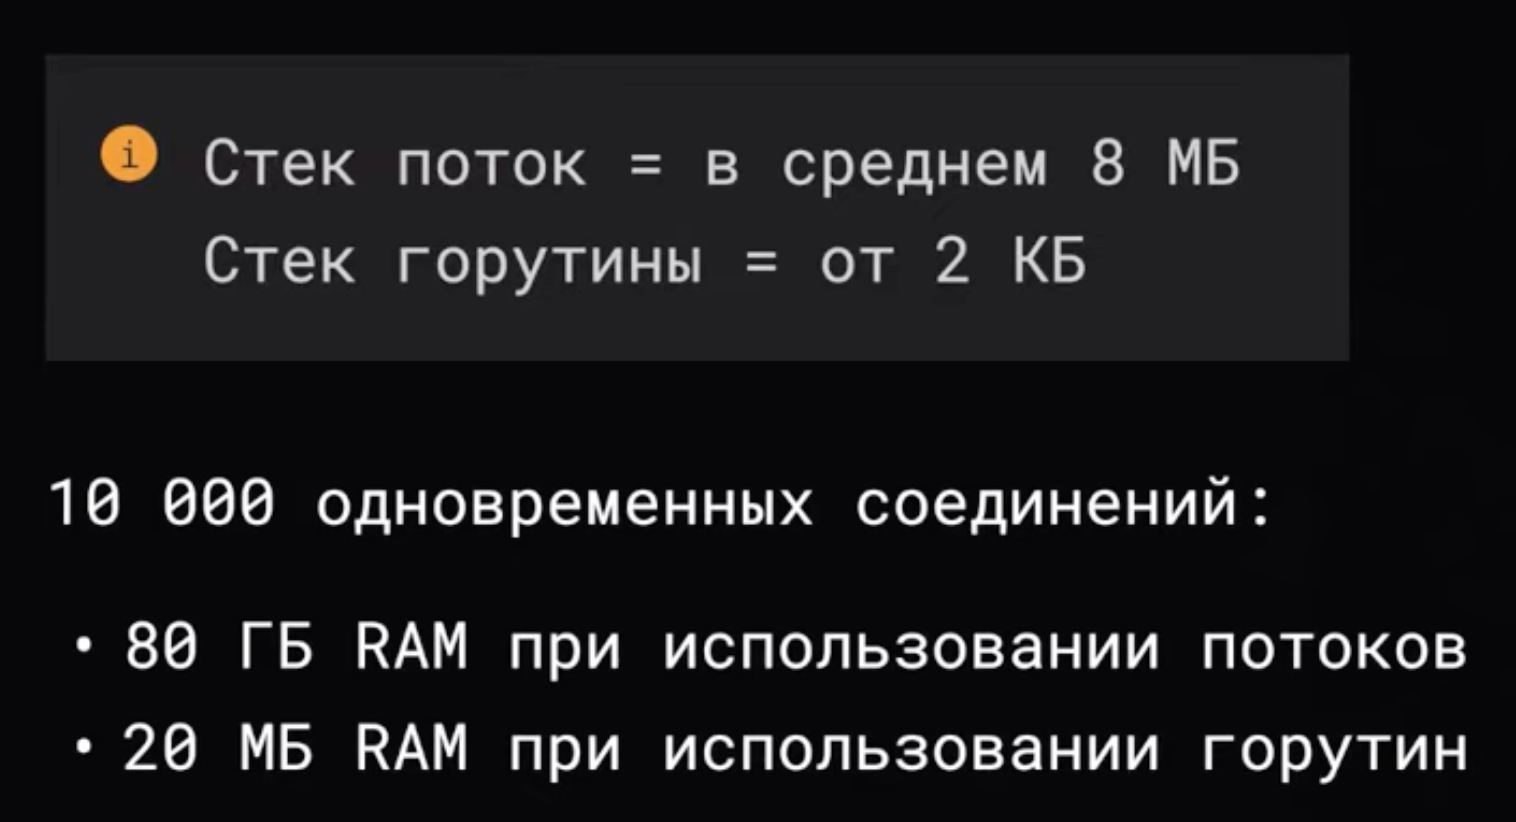 i Стек поток = в среднем 8 МБ
Стек горутины = от 2 КБ
10 000 одновременных соединений:
• 80 ГБ RAM при использовании потоков
• 20 МБ RAM при использовании горутин